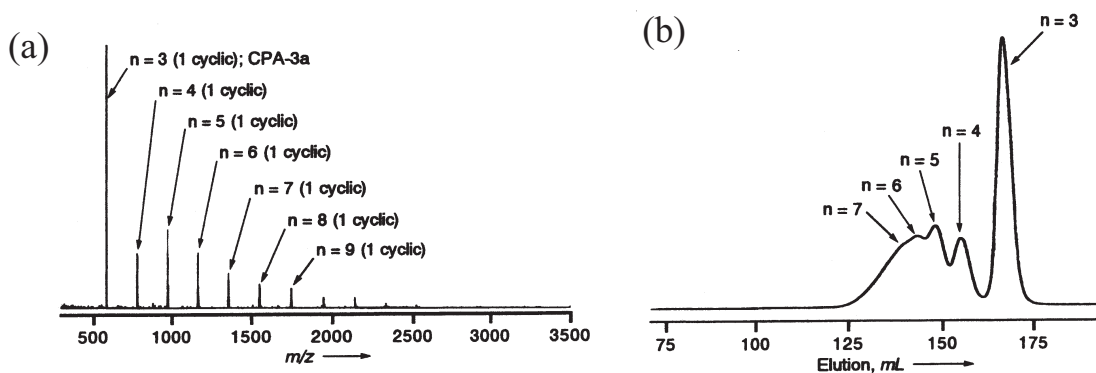 (a)
n = 3 (1 cyclic); CPA-3a
n = 4 (1 cyclic)
n = 5 (1 cyclic)
n = 6 (1 cyclic)
n = 7 (1 cyclic)
n = 8 (1 cyclic)
n = 9 (1 cyclic)
500 1000 1500 2000 2500 3000 3500
m/z
(b)
n = 3
n = 4
n = 5
n = 6
n = 7
75 100 125 150 175
Elution, mL